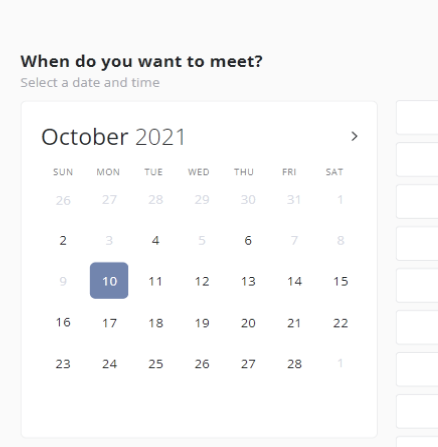 When do you want to meet?
Select a date and time
October 2021
SUN MON TUE WED THU FRI SAT
26 27 28 29 30 31 1
2 3 4 5 6 7 8
9 10 11 12 13 14 15
16 17 18 19 20 21 22
23 24 25 26 27 28 1